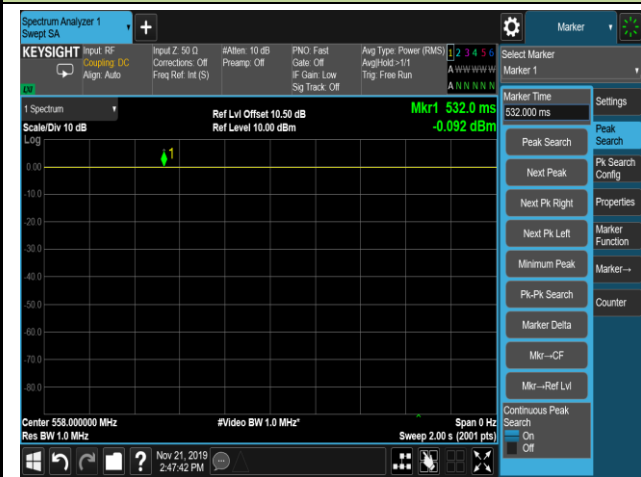 Spectrum Analyzer 1
Swept SA
Marker
KEYSIGHT
Input: RF
Coupling: DC
Align: Auto
Input Z: 50 Ω
Corrections: Off
Freq Ref: Int (S)
#Atten: 10 dB
Preamp: Off
PNO: Fast
Gate: Off
IF Gain: Low
Sig Track: Off
Avg Type: Power (RMS)
Avg|Hold:>1/1
Trig: Free Run
1 2 3 4 5 6
A W W W W W
A N N N N N
Select Marker
Marker 1
1 Spectrum
Scale/Div 10 dB
Log
Ref Lvl Offset 10.50 dB
Ref Level 10.00 dBm
Mkr1 532.0 ms
-0.092 dBm
1
0.00
-10.0
-20.0
-30.0
-40.0
-50.0
-60.0
-70.0
-80.0
Center 558.000000 MHz
Res BW 1.0 MHz
#Video BW 1.0 MHz*
Span 0 Hz
Sweep 2.00 s (2001 pts)
Marker Time
532.000 ms
Peak Search
Next Peak
Next Pk Right
Next Pk Left
Minimum Peak
Pk-Pk Search
Marker Delta
Mkr→CF
Mkr→Ref Lvl
Continuous Peak
Search
On
Off
Settings
Peak
Search
Pk Search
Config
Properties
Marker
Function
Marker→
Counter
Nov 21, 2019
2:47:42 PM